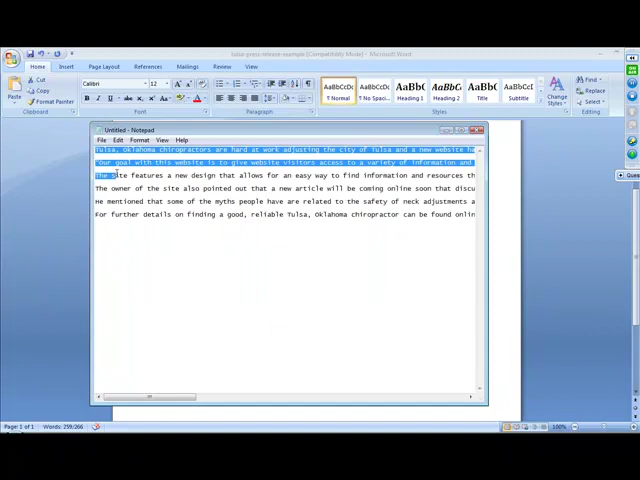 tulsa-press-release-example [Compatibility Mode] - Microsoft Word
Home Insert Page Layout References Mailings Review View
Paste
Cut
Copy
Format Painter
Clipboard
Calibri 12
Font
Paragraph
AaBbCcDc AaBbCcDc AaBbC AaBbCc AaBbC AaBbCcD
¶ Normal ¶ No Spaci... Heading 1 Heading 2 Title Subtitle
Styles
Change
Styles
Find
Replace
Select
Editing
ON
AIR
Ques
Untitled - Notepad
File Edit Format View Help
Tulsa, Oklahoma chiropractors are hard at work adjusting the city of Tulsa and a new website ha
"Our goal with this website is to give website visitors access to a variety of information and
The site features a new design that allows for an easy way to find information and resources th
The owner of the site also pointed out that a new article will be coming online soon that discu
He mentioned that some of the myths people have are related to the safety of neck adjustments a
For further details on finding a good, reliable Tulsa, Oklahoma chiropractor can be found onlin
Page: 1 of 1 Words: 259/266 100%